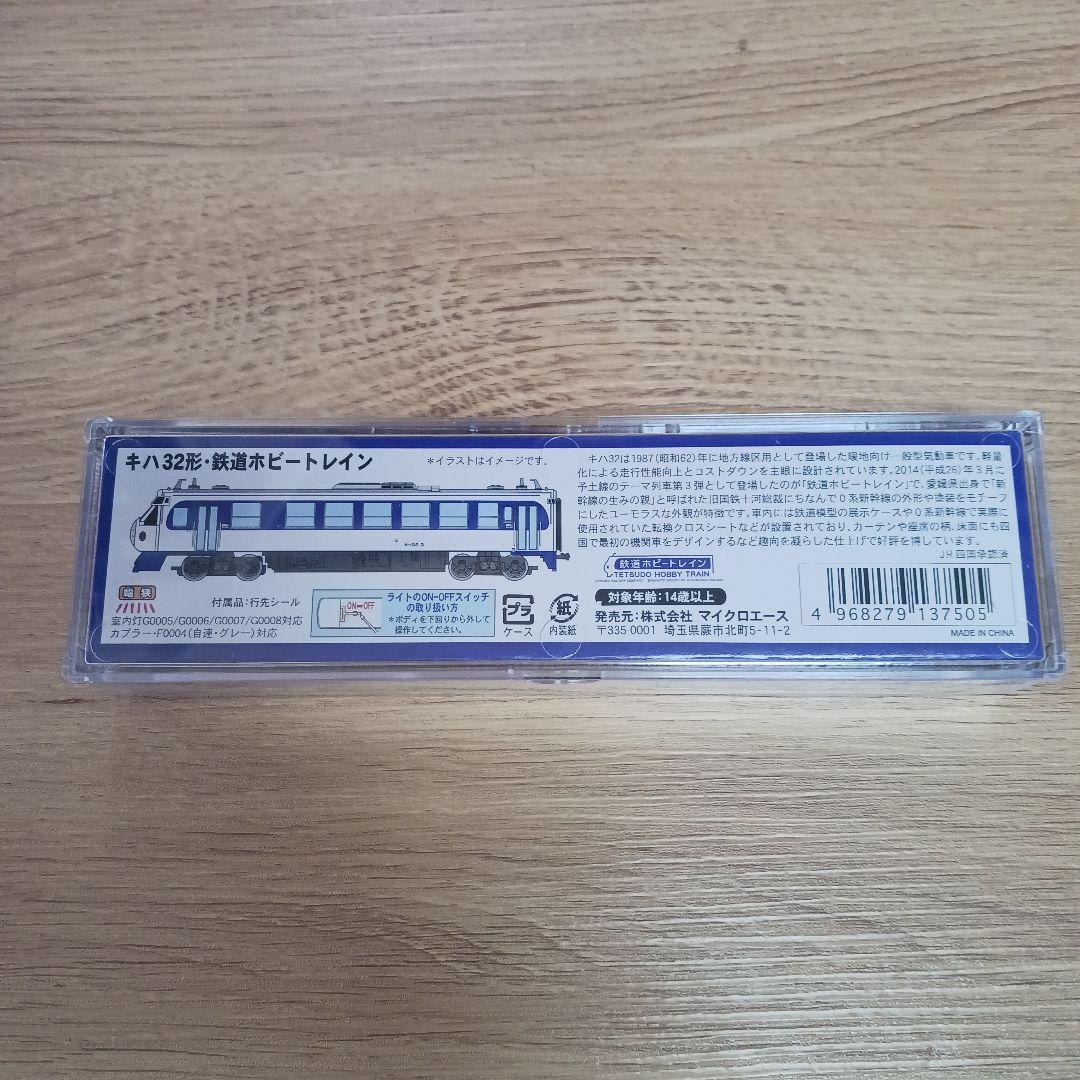 キハ32形・鉄道ホビートレイン
＊イラストはイメージです。
キハ32は1987(昭和62)年に地方線区用として登場した暖地向け一般型気動車です。軽量
化による走行性能向上とコストダウンを主眼に設計されています。2014(平成26)年3月に
予土線のテーマ列車第3弾として登場したのが「鉄道ホビートレイン」で、愛媛県出身で「新
幹線の生みの親」と呼ばれた旧国鉄十河総裁にちなんで0系新幹線の外形や塗装をモチーフ
にしたユーモラスな外観が特徴です。車内には鉄道模型の展示ケースや0系新幹線で実際に
使用されていた転換クロスシートなどが設置されており、カーテンや座席の柄、床面にも四
国で最初の機関車をデザインするなど趣向を凝らした仕上げで好評を博しています。
JR四国承認済
キハ32 3
鉄道ホビートレイン
TETSUDO HOBBY TRAIN
幅狭
付属品:行先シール
室内灯G0005/G0006/G0007/G0008対応
カプラー・F0004(自連・グレー)対応
ON⇔OFF
ライトのON-OFFスイッチ
の取り扱い方
＊ボディを下回りから外して
操作してください。
プラ
ケース
紙
内装紙
対象年齢:14歳以上
発売元:株式会社 マイクロエース
〒335-0001 埼玉県蕨市北町5-11-2
4 968279 137505
MADE IN CHINA